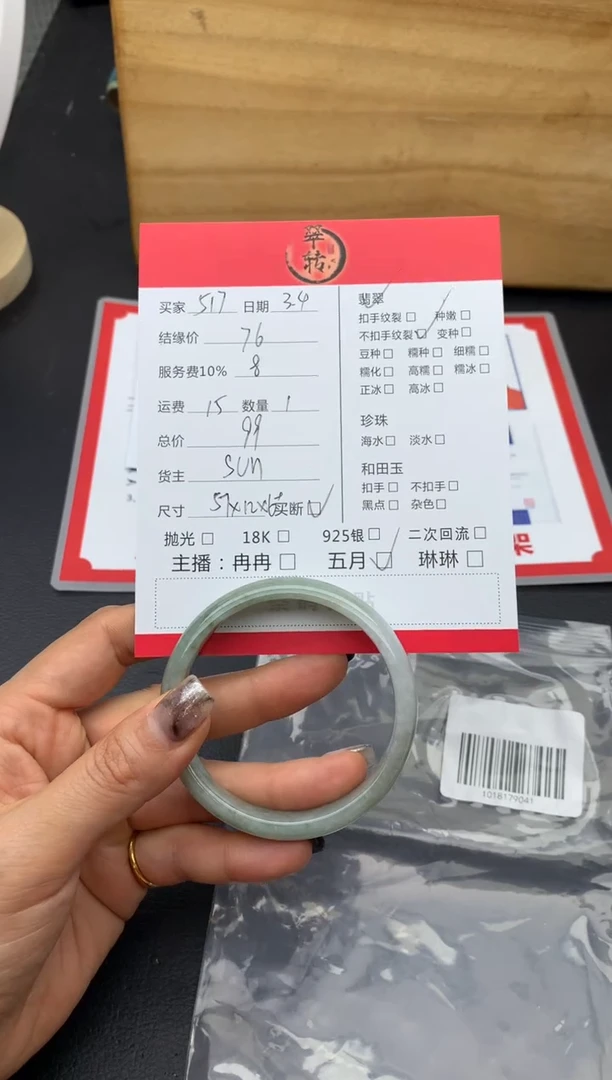 翠
祯
买家 517 日期 3.4
结缘价 76
服务费10% 8
运费 15 数量 1
总价 99
货主 SUN
尺寸 57x12x6 买断
翡翠
扣手纹裂 种嫩
不扣手纹裂 变种
豆种 糯种 细糯
糯化 高糯 糯冰
正冰 高冰
珍珠
海水 淡水
和田玉
扣手 不扣手
黑点 杂色
抛光 18K 925银 二次回流
主播：冉冉 五月 琳琳
贴
1018179041